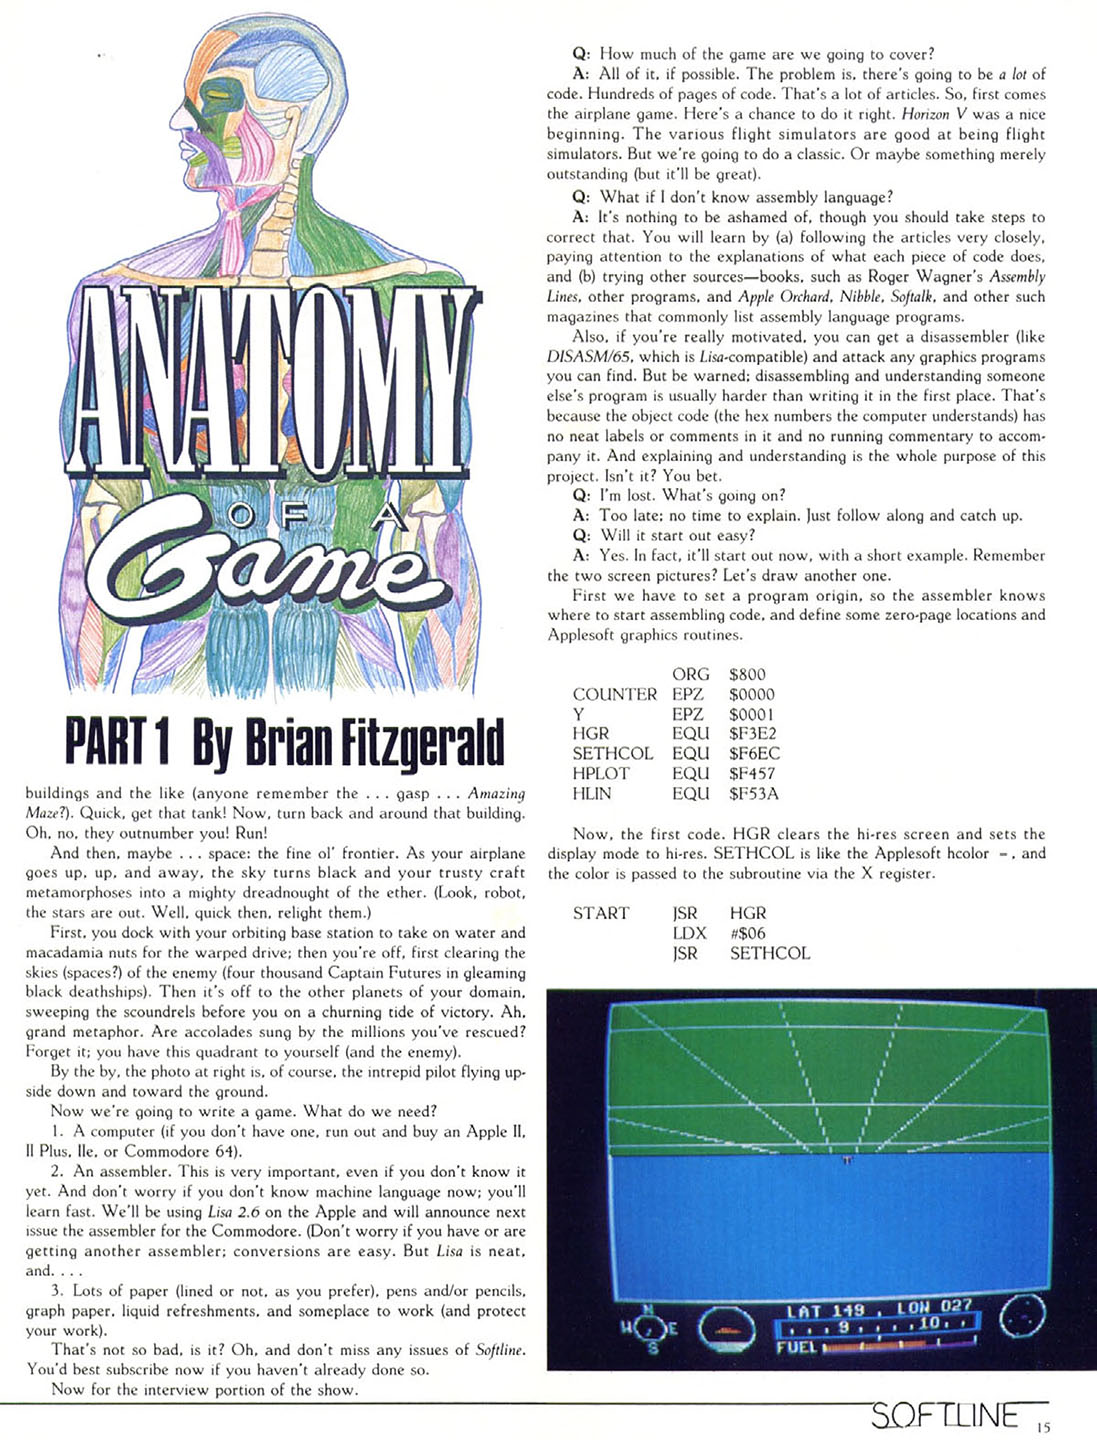 ANATOMY
OF A
Game
PART 1 By Brian Fitzgerald
buildings and the like (anyone remember the . . . gasp . . . Amazing
Maze?). Quick, get that tank! Now, turn back and around that building.
Oh, no, they outnumber you! Run!
And then, maybe . . . space: the fine ol' frontier. As your airplane
goes up, up, and away, the sky turns black and your trusty craft
metamorphoses into a mighty dreadnought of the ether. (Look, robot,
the stars are out. Well, quick then, relight them.)
First, you dock with your orbiting base station to take on water and
macadamia nuts for the warped drive; then you're off, first clearing the
skies (spaces?) of the enemy (four thousand Captain Futures in gleaming
black deathships). Then it's off to the other planets of your domain,
sweeping the scoundrels before you on a churning tide of victory. Ah,
grand metaphor. Are accolades sung by the millions you've rescued?
Forget it; you have this quadrant to yourself (and the enemy).
By the by, the photo at right is, of course, the intrepid pilot flying up-
side down and toward the ground.
Now we're going to write a game. What do we need?
1. A computer (if you don't have one, run out and buy an Apple II,
II Plus, IIe, or Commodore 64).
2. An assembler. This is very important, even if you don't know it
yet. And don't worry if you don't know machine language now; you'll
learn fast. We'll be using Lisa 2.6 on the Apple and will announce next
issue the assembler for the Commodore. (Don't worry if you have or are
getting another assembler; conversions are easy. But Lisa is neat,
and. . . .
3. Lots of paper (lined or not, as you prefer), pens and/or pencils,
graph paper, liquid refreshments, and someplace to work (and protect
your work).
That's not so bad, is it? Oh, and don't miss any issues of Softline.
You'd best subscribe now if you haven't already done so.
Now for the interview portion of the show.
Q: How much of the game are we going to cover?
A: All of it, if possible. The problem is, there's going to be a lot of
code. Hundreds of pages of code. That's a lot of articles. So, first comes
the airplane game. Here's a chance to do it right. Horizon V was a nice
beginning. The various flight simulators are good at being flight
simulators. But we're going to do a classic. Or maybe something merely
outstanding (but it'll be great).
Q: What if I don't know assembly language?
A: It's nothing to be ashamed of, though you should take steps to
correct that. You will learn by (a) following the articles very closely,
paying attention to the explanations of what each piece of code does,
and (b) trying other sources—books, such as Roger Wagner's Assembly
Lines, other programs, and Apple Orchard, Nibble, Softalk, and other such
magazines that commonly list assembly language programs.
Also, if you're really motivated, you can get a disassembler (like
DISASM/65, which is Lisa-compatible) and attack any graphics programs
you can find. But be warned; disassembling and understanding someone
else's program is usually harder than writing it in the first place. That's
because the object code (the hex numbers the computer understands) has
no neat labels or comments in it and no running commentary to accom-
pany it. And explaining and understanding is the whole purpose of this
project. Isn't it? You bet.
Q: I'm lost. What's going on?
A: Too late; no time to explain. Just follow along and catch up.
Q: Will it start out easy?
A: Yes. In fact, it'll start out now, with a short example. Remember
the two screen pictures? Let's draw another one.
First we have to set a program origin, so the assembler knows
where to start assembling code, and define some zero-page locations and
Applesoft graphics routines.
ORG $800
COUNTER EPZ $0000
Y EPZ $0001
HGR EQU $F3E2
SETHCOL EQU $F6EC
HPLOT EQU $F457
HLIN EQU $F53A
Now, the first code. HGR clears the hi-res screen and sets the
display mode to hi-res. SETHCOL is like the Applesoft hcolor =, and
the color is passed to the subroutine via the X register.
START JSR HGR
LDX #$06
JSR SETHCOL
LAT 149 , LON 027
N
W E
S
. . . 9 . . . . 10 . .
FUEL
SOFTLINE 15